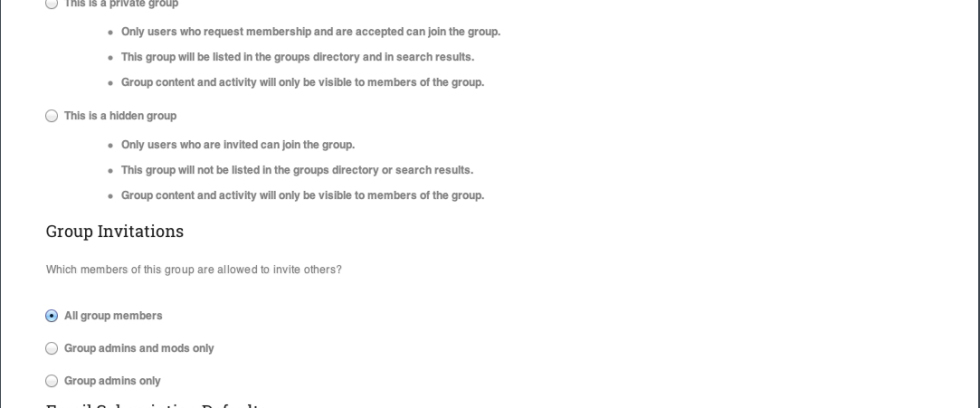 This is a private group
Only users who request membership and are accepted can join the group.
This group will be listed in the groups directory and in search results.
Group content and activity will only be visible to members of the group.
This is a hidden group
Only users who are invited can join the group.
This group will not be listed in the groups directory or search results.
Group content and activity will only be visible to members of the group.
Group Invitations
Which members of this group are allowed to invite others?
All group members
Group admins and mods only
Group admins only
Email Subscription Defaults